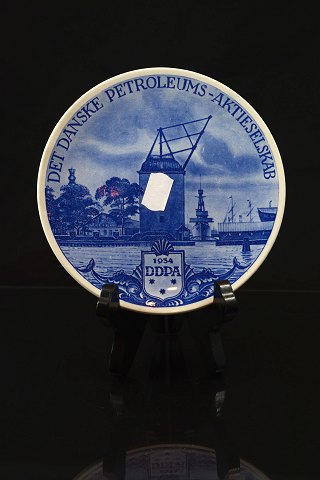 DET DANSKE PETROLEUMS-AKTIESELSKAB
1934
DDPA